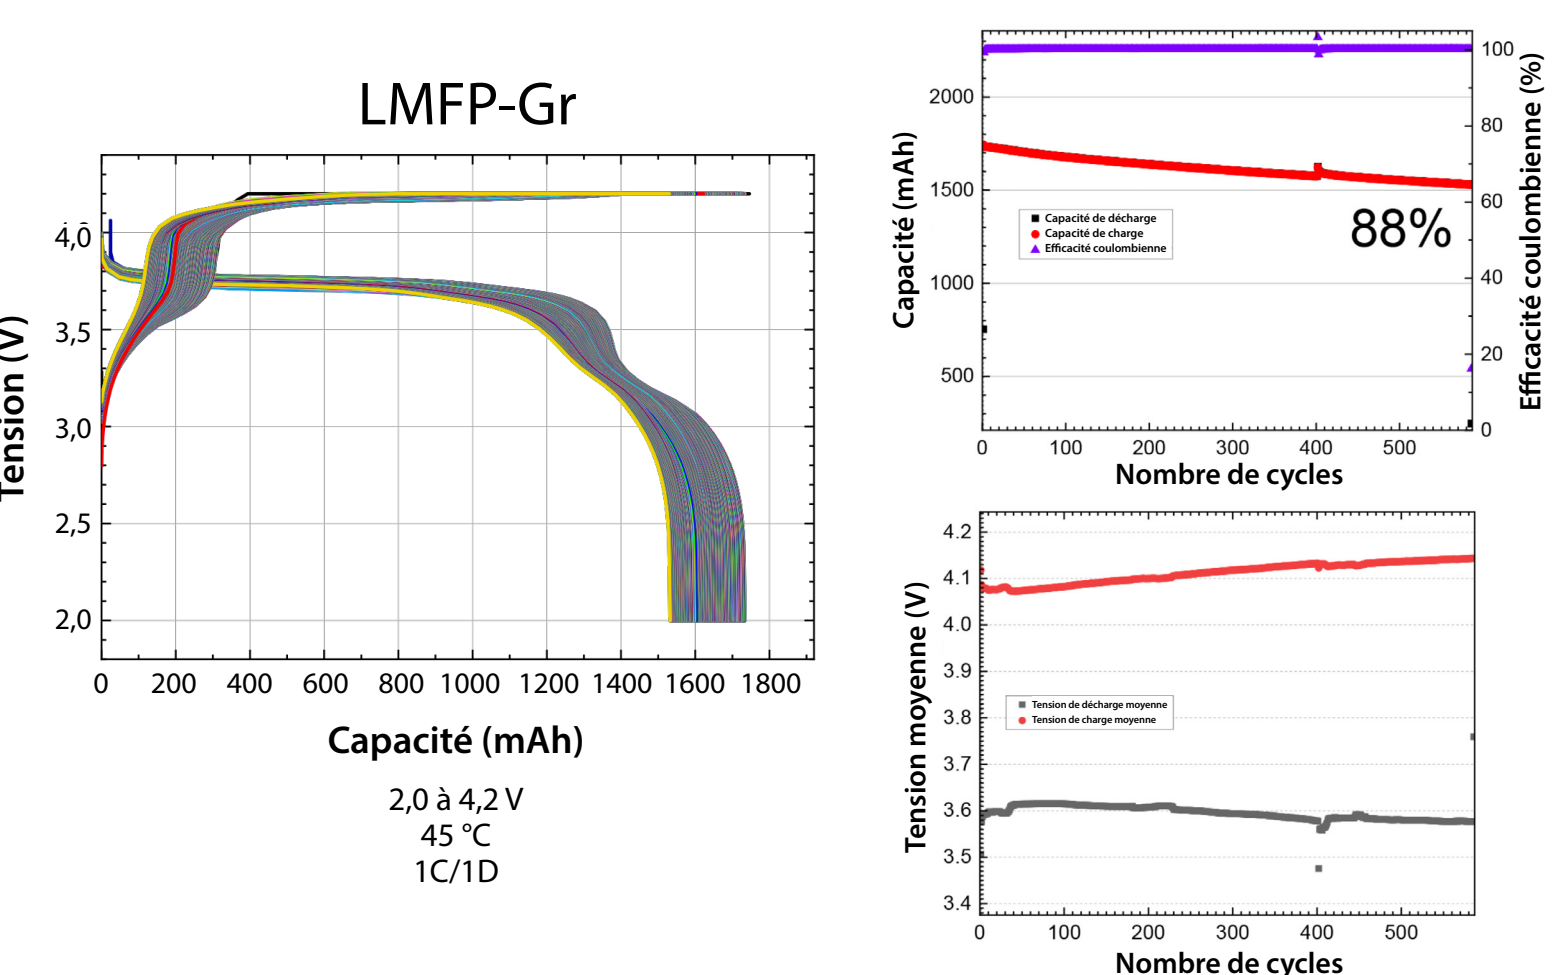 LMFP-Gr
Tension (V)
4,0
3,5
3,0
2,5
2,0
0 200 400 600 800 1000 1200 1400 1600 1800
Capacité (mAh)
2,0 à 4,2 V
45 °C
1C/1D
Capacité (mAh)
2000
1500
1000
500
Capacité de décharge
Capacité de charge
Efficacité coulombienne
88%
100
80
60
40
20
0
Efficacité coulombienne (%)
0 100 200 300 400 500
Nombre de cycles
Tension moyenne (V)
4.2
4.1
4.0
3.9
3.8
3.7
3.6
3.5
3.4
Tension de décharge moyenne
Tension de charge moyenne
0 100 200 300 400 500
Nombre de cycles